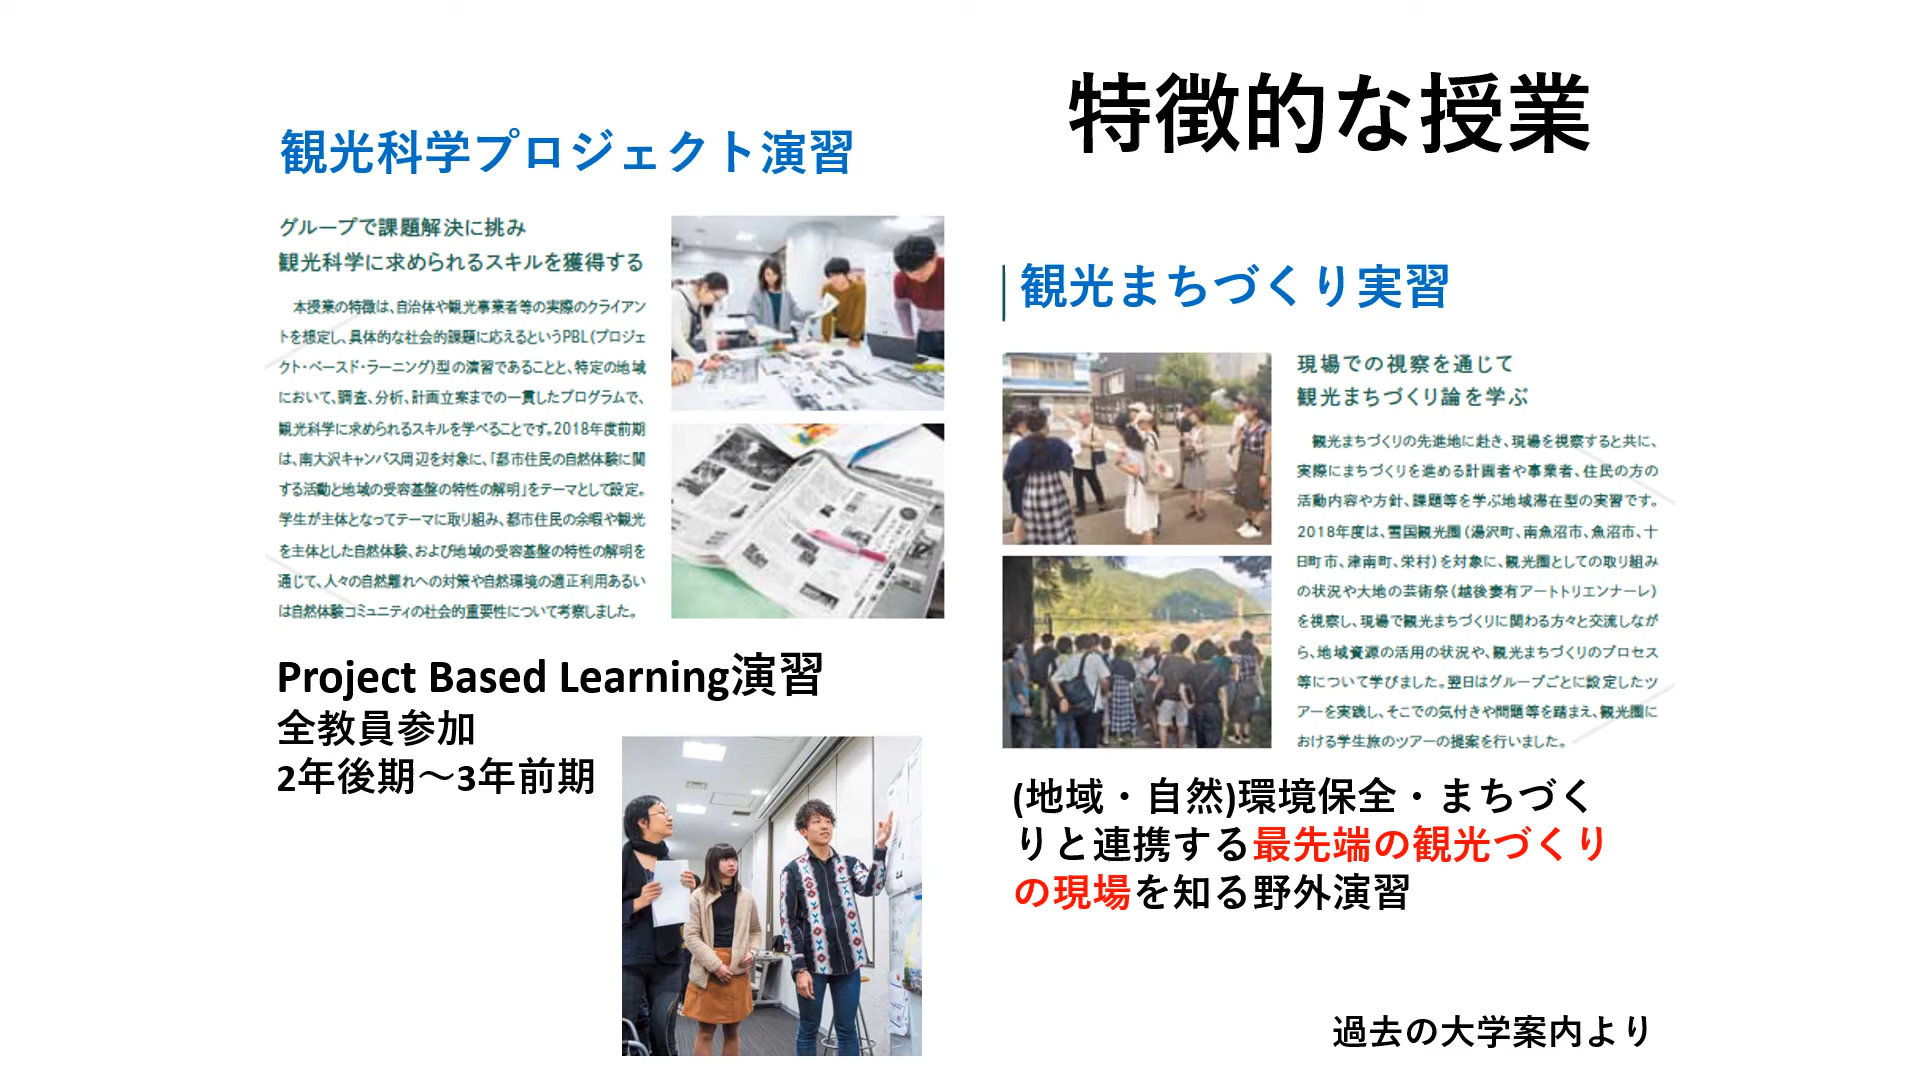 特徴的な授業
観光科学プロジェクト演習
グループで課題解決に挑み
観光科学に求められるスキルを獲得する
本授業の特徴は、自治体や観光事業者等の実際のクライアン
トを想定し、具体的な社会的課題に応えるというPBL(プロジェ
クト・ベースド・ラーニング)型の演習であることと、特定の地域
において、調査、分析、計画立案までの一貫したプログラムで、
観光科学に求められるスキルを学べることです。2018年度前期
は、南大沢キャンパス周辺を対象に、「都市住民の自然体験に関
する活動と地域の受容基盤の特性の解明」をテーマとして設定。
学生が主体となってテーマに取り組み、都市住民の余暇や観光
を主体とした自然体験、および地域の受容基盤の特性の解明を
通じて、人々の自然離れへの対策や自然環境の適正利用あるい
は自然体験コミュニティの社会的重要性について考察しました。
Project Based Learning演習
全教員参加
2年後期～3年前期
観光まちづくり実習
現場での視察を通じて
観光まちづくり論を学ぶ
観光まちづくりの先進地に赴き、現場を視察すると共に、
実際にまちづくりを進める計画者や事業者、住民の方の
活動内容や方針、課題等を学ぶ地域滞在型の実習です。
2018年度は、雪国観光圏(湯沢町、南魚沼市、魚沼市、十
日町市、津南町、栄村)を対象に、観光圏としての取り組み
の状況や大地の芸術祭(越後妻有アートトリエンナーレ)
を視察し、現場で観光まちづくりに関わる方々と交流しなが
ら、地域資源の活用の状況や、観光まちづくりのプロセス
等について学びました。翌日はグループごとに設定したツ
アーを実践し、そこでの気付きや問題等を踏まえ、観光圏に
おける学生旅のツアーの提案を行いました。
(地域・自然)環境保全・まちづく
りと連携する最先端の観光づくり
の現場を知る野外演習
過去の大学案内より